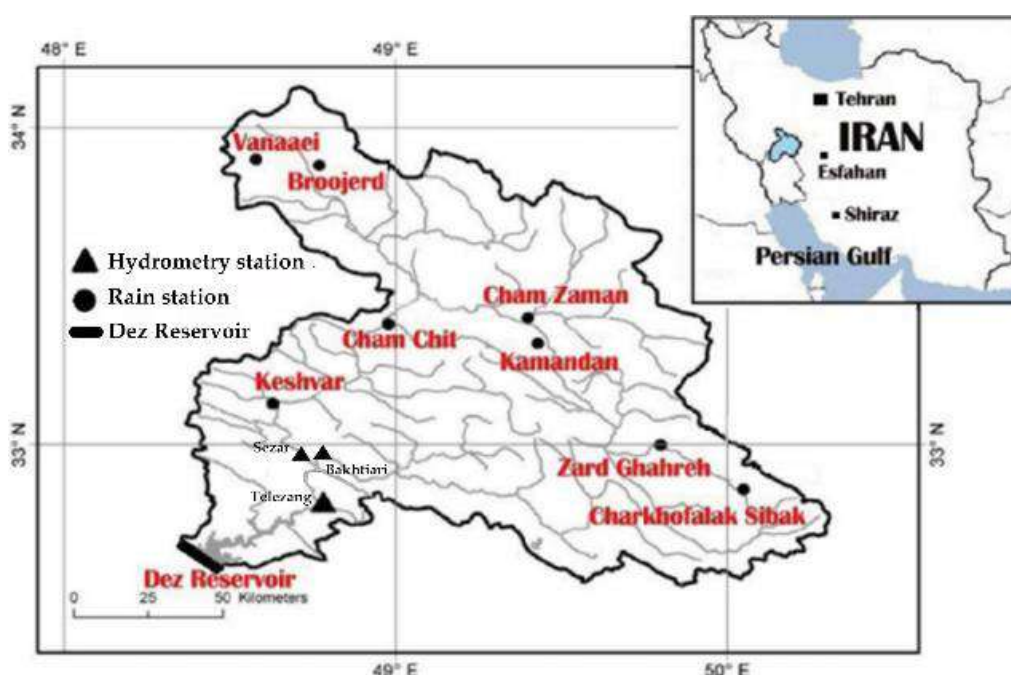 48° E
49° E
34° N
Vanaaei
Broojerd
Tehran
IRAN
Esfahan
Shiraz
Persian Gulf
Hydrometry station
Rain station
Dez Reservoir
Cham Zaman
Cham Chit
Kamandan
Keshvar
33° N
Sezar
Bakhtiari
33° N
Zard Ghahreh
Telezang
Charkhofalak Sibak
Dez Reservoir
0 25 50 Kilometers
49° E
50° E